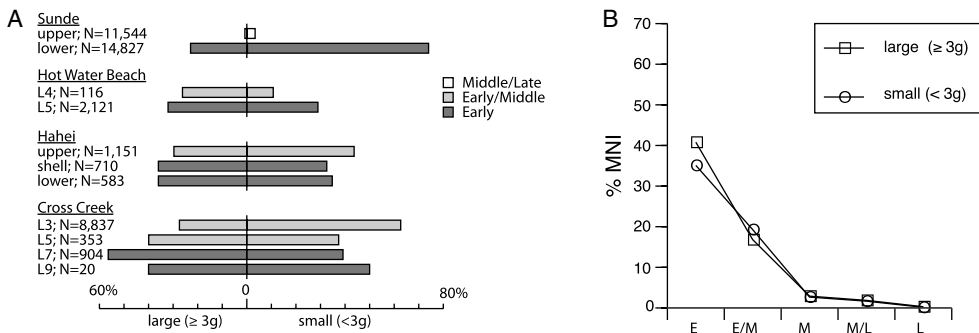 A
Sunde
upper; N=11,544
lower; N=14,827
Hot Water Beach
L4; N=116
L5; N=2,121
Hahei
upper; N=1,151
shell; N=710
lower; N=583
Cross Creek
L3; N=8,837
L5; N=353
L7; N=904
L9; N=20
60% 0 80%
large (≥ 3g) small (<3g)
Middle/Late
Early/Middle
Early
B
large (≥ 3g)
small (< 3g)
% MNI
70
60
50
40
30
20
10
0
E E/M M M/L L